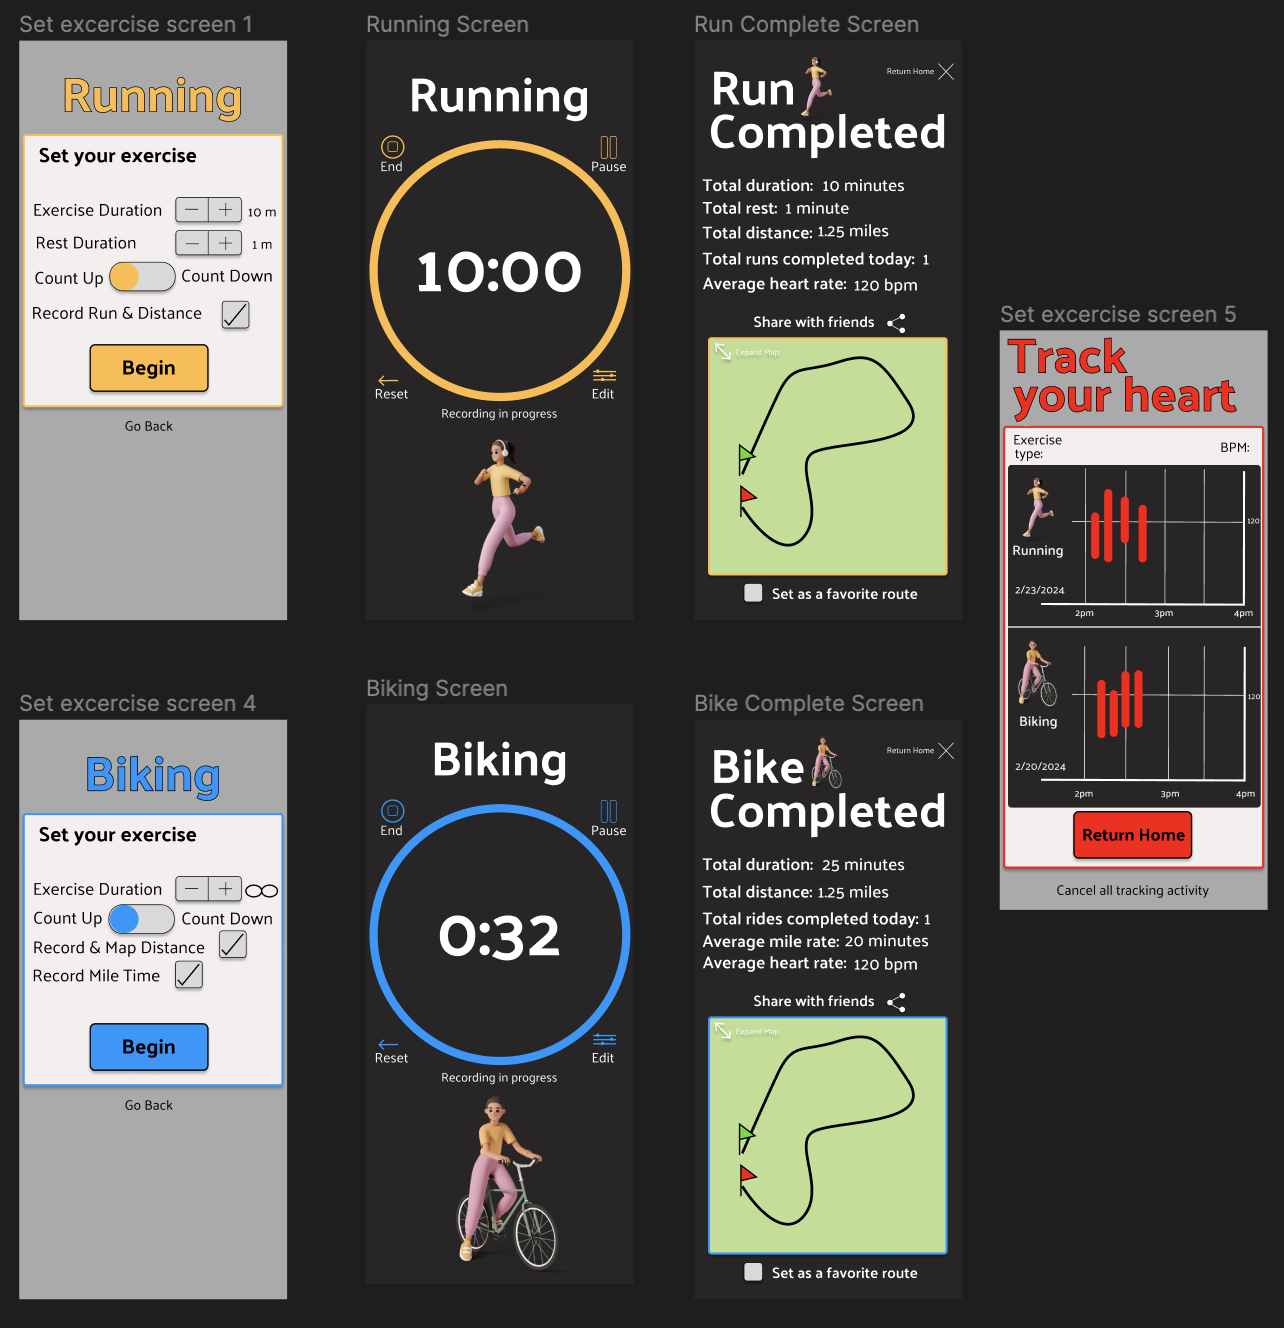 Set excercise screen 1
Running
Set your exercise
Exercise Duration
10 m
Rest Duration
1 m
Count Up
Count Down
Record Run & Distance
Begin
Go Back
Running Screen
Running
End
Pause
10:00
Reset
Edit
Recording in progress
Run Complete Screen
Return Home
Run
Completed
Total duration: 10 minutes
Total rest: 1 minute
Total distance: 1.25 miles
Total runs completed today: 1
Average heart rate: 120 bpm
Share with friends
Expand Map
Set as a favorite route
Set excercise screen 5
Track
your heart
Exercise
type:
BPM:
Running
120
2/23/2024
2pm
3pm
4pm
Biking
120
2/20/2024
2pm
3pm
4pm
Return Home
Cancel all tracking activity
Set excercise screen 4
Biking
Set your exercise
Exercise Duration
Count Up
Count Down
Record & Map Distance
Record Mile Time
Begin
Go Back
Biking Screen
Biking
End
Pause
0:32
Reset
Edit
Recording in progress
Bike Complete Screen
Return Home
Bike
Completed
Total duration: 25 minutes
Total distance: 1.25 miles
Total rides completed today: 1
Average mile rate: 20 minutes
Average heart rate: 120 bpm
Share with friends
Expand Map
Set as a favorite route